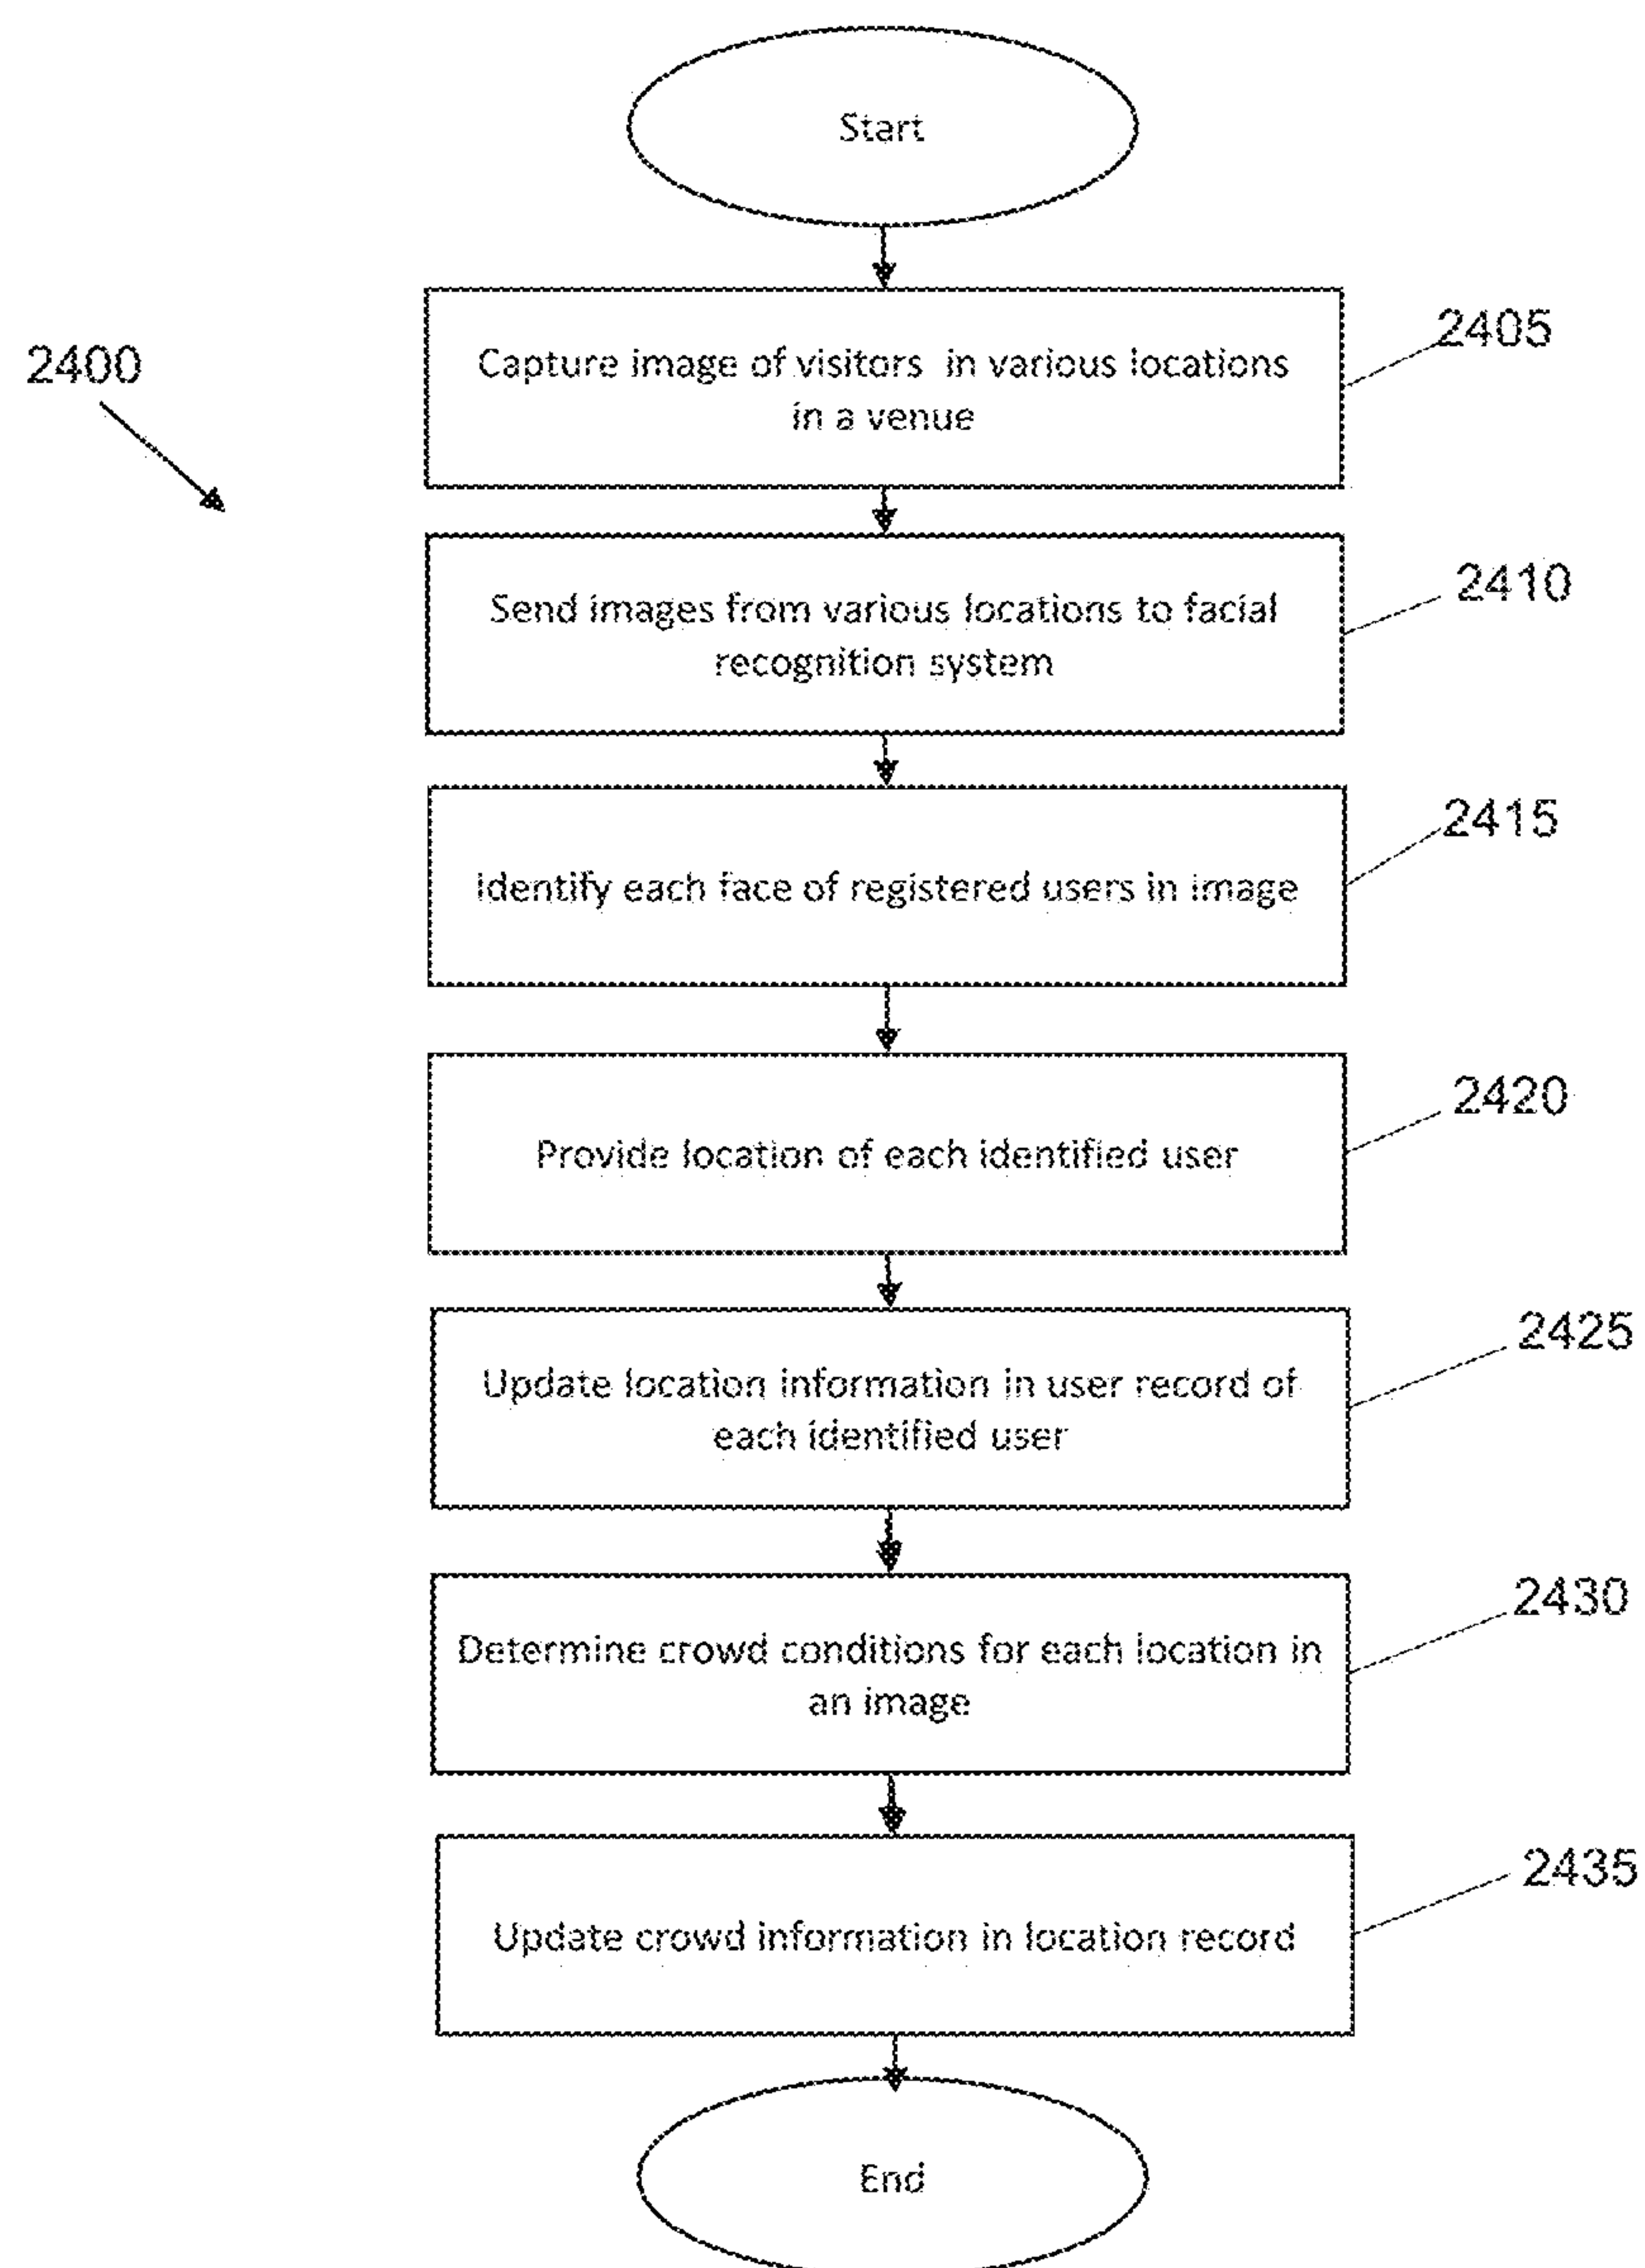 Start
2400
Capture image of visitors in various locations
in a venue
2405
Send images from various locations to facial
recognition system
2410
Identify each face of registered users in image
2415
Provide location of each identified user
2420
Update location information in user record of
each identified user
2425
Determine crowd conditions for each location in
an image
2430
Update crowd information in location record
2435
End